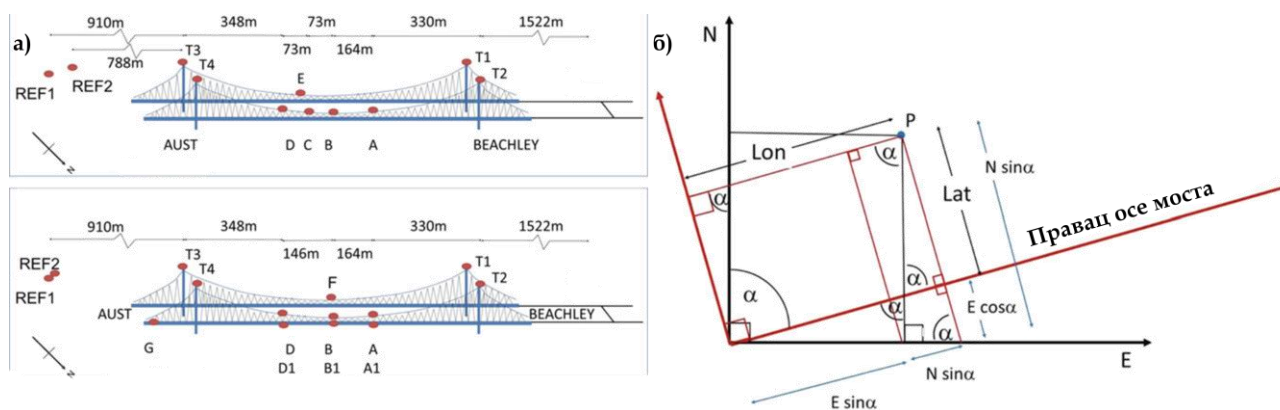 а)
910m 348m 73m 330m 1522m
788m 73m 164m
T3 T1
T4 T2
E
REF1 REF2
AUST D C B A BEACHLEY
N
910m 348m 330m 1522m
146m 164m
T3 T1
T4 T2
F
REF2
REF1
AUST BEACHLEY
G D B A
D1 B1 A1
N
б)
N
P
Lon α N sinα
α Lat
Правац осе моста
α α
α E cosα
α
E
N sinα
E sinα